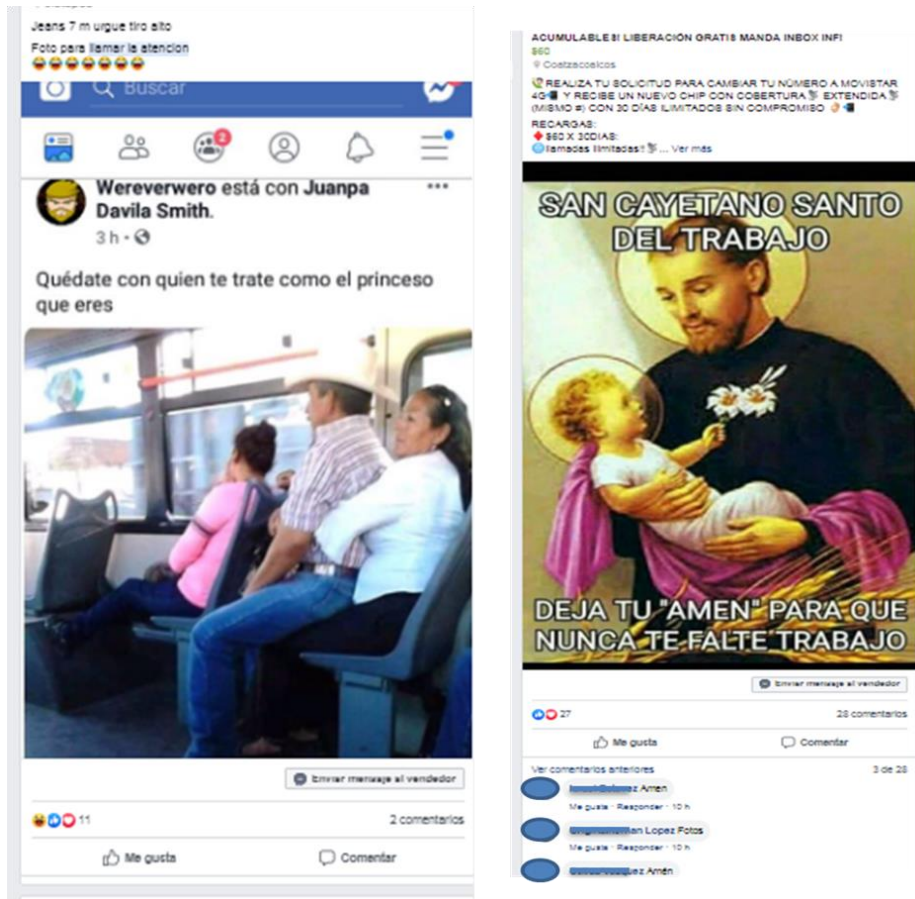 Jeans 7 m urgue tiro alto
Foto para llamar la atencion
Buscar
2
Wereverwero está con Juanpa
Davila Smith.
3 h
Quédate con quien te trate como el princeso
que eres
Enviar mensaje al vendedor
11
2 comentarios
Me gusta
Comentar
ACUMULABLES! LIBERACIÓN GRATIS MANDA INBOX INF!
$60
Coatzacoalcos
REALIZA TU SOLICITUD PARA CAMBIAR TU NÚMERO A MOVISTAR
4G Y RECIBE UN NUEVO CHIP CON COBERTURA EXTENDIDA
(MISMO #) CON 30 DÍAS ILIMITADOS SIN COMPROMISO
RECARGAS:
$60 X 30DIAS:
llamadas ilimitadas!! ... Ver más
SAN CAYETANO SANTO
DEL TRABAJO
DEJA TU "AMEN" PARA QUE
NUNCA TE FALTE TRABAJO
Enviar mensaje al vendedor
27
28 comentarios
Me gusta
Comentar
Ver comentarios anteriores
3 de 28
Amen
Me gusta · Responder · 10 h
Lopez Fotos
Me gusta · Responder · 10 h
Amén